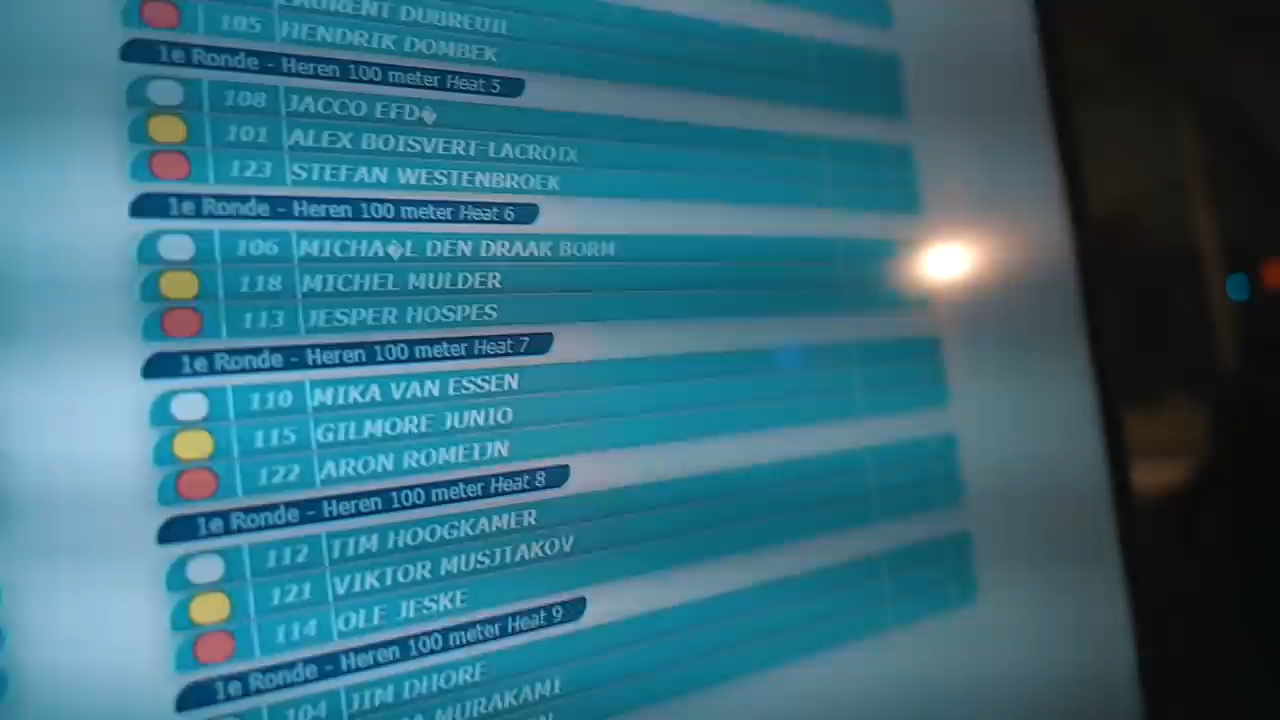 LAURENT DUBREUIL
105 HENDRIK DOMBEK
1e Ronde - Heren 100 meter Heat 5
108 JACCO EFD�
101 ALEX BOISVERT-LACROIX
123 STEFAN WESTENBROEK
1e Ronde - Heren 100 meter Heat 6
106 MICHA�L DEN DRAAK BORM
118 MICHEL MULDER
113 JESPER HOSPES
1e Ronde - Heren 100 meter Heat 7
110 MIKA VAN ESSEN
115 GILMORE JUNIO
122 ARON ROMEIJN
1e Ronde - Heren 100 meter Heat 8
112 TIM HOOGKAMER
121 VIKTOR MUSJTAKOV
114 OLE JESKE
1e Ronde - Heren 100 meter Heat 9
104 JIM DHORE
MURAKAMI